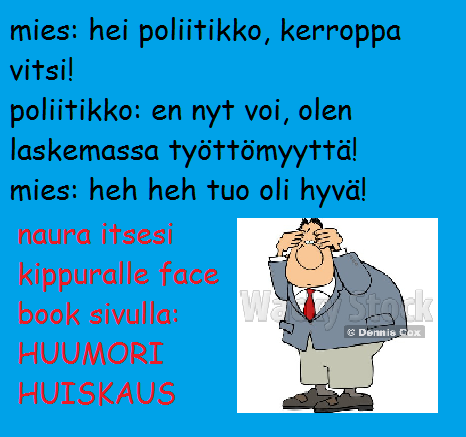 mies: hei poliitikko, kerroppa
vitsi!
poliitikko: en nyt voi, olen
laskemassa työttömyyttä!
mies: heh heh tuo oli hyvä!
naura itsesi
kippuralle face
book sivulla:
HUUMORI
HUISKAUS
Wacky Stock
© Dennis Cox